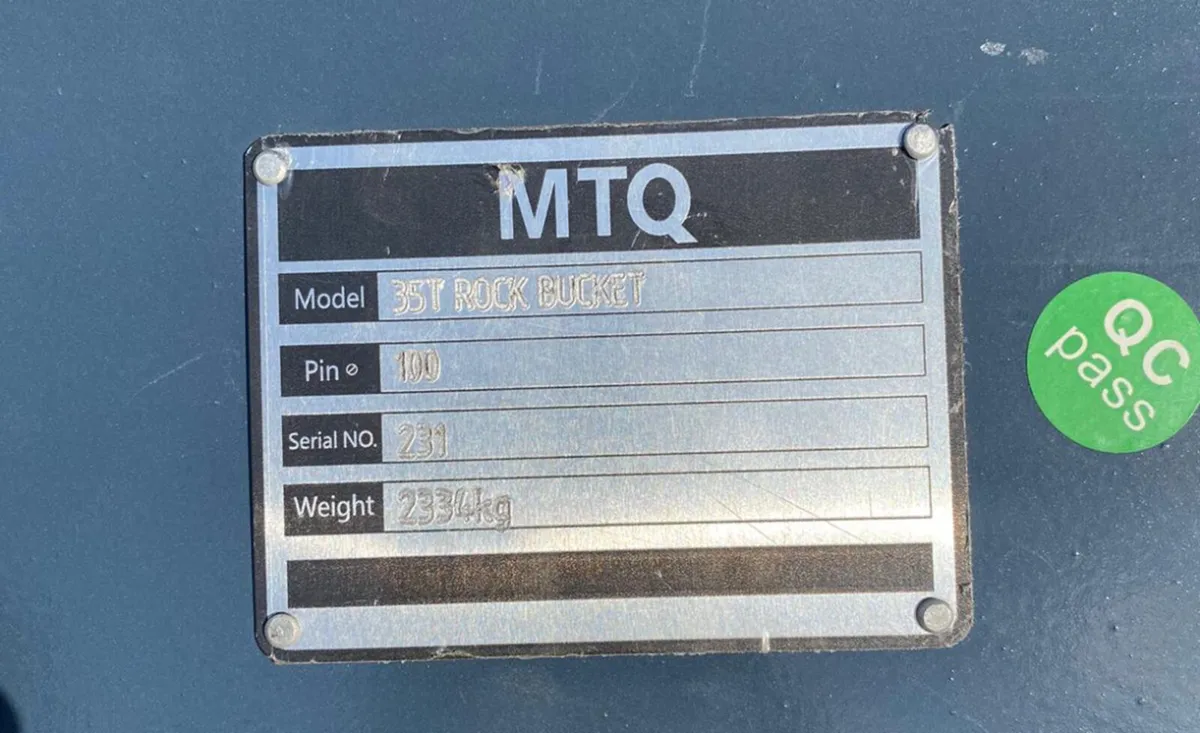 MTQ
Model 35T ROCK BUCKET
Pin ⌀ 100
Serial NO. 231
Weight 2334kg
QC
pass